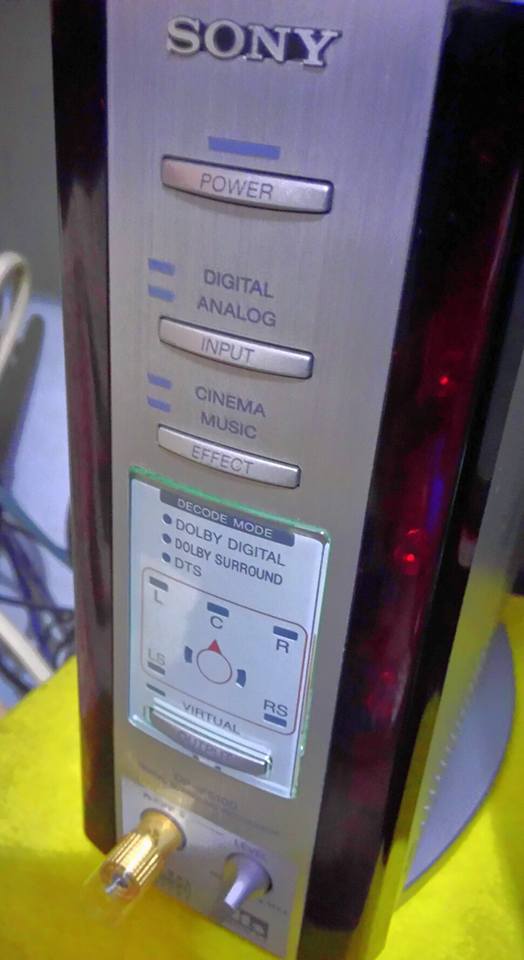 SONY
POWER
DIGITAL
ANALOG
INPUT
CINEMA
MUSIC
EFFECT
DECODE MODE
DOLBY DIGITAL
DOLBY SURROUND
DTS
L
C
R
LS
RS
VIRTUAL
OUTPUT
LEVEL